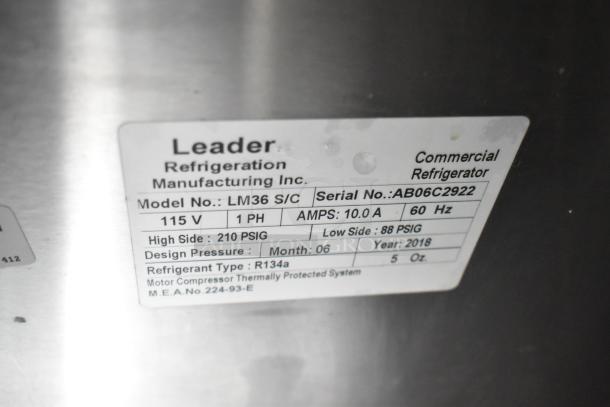 Leader
Refrigeration
Manufacturing Inc.
Commercial
Refrigerator
Model No.: LM36 S/C Serial No.:AB06C2922
115 V 1 PH AMPS: 10.0 A 60 Hz
High Side : 210 PSIG Low Side : 88 PSIG
Design Pressure : Month: 06 Year: 2018
Refrigerant Type : R134a 5 Oz.
Motor Compressor Thermally Protected System
M.E.A.No.224-93-E
N
412